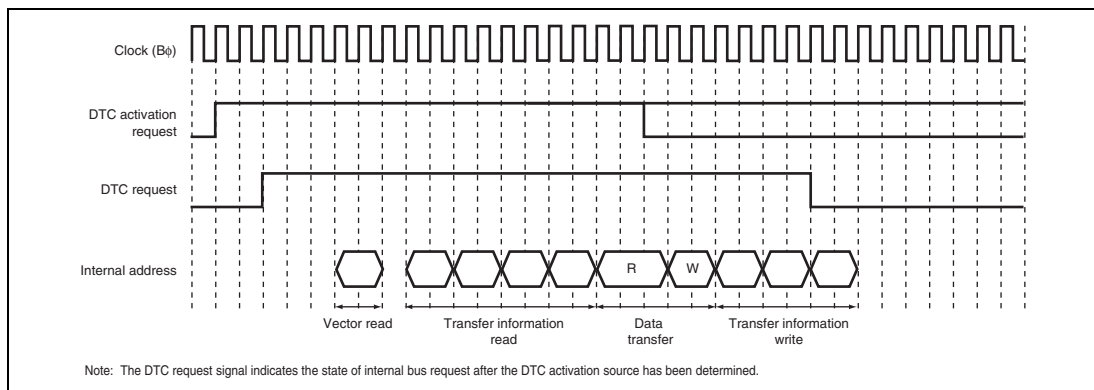 Clock (Bϕ)
DTC activation
request
DTC request
Internal address
R
W
Vector read
Transfer information
read
Data
transfer
Transfer information
write
Note: The DTC request signal indicates the state of internal bus request after the DTC activation source has been determined.